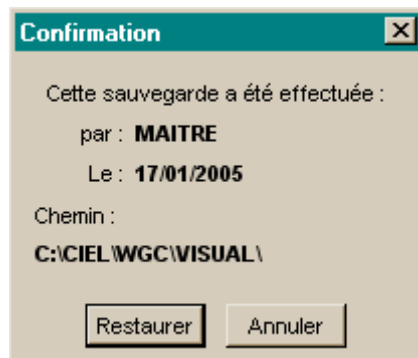 Confirmation
Cette sauvegarde a été effectuée :
par : MAITRE
Le : 17/01/2005
Chemin :
C:\CIEL\WGC\VISUAL\
Restaurer Annuler